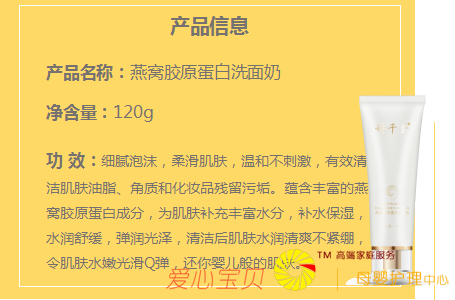 产品信息
产品名称：燕窝胶原蛋白洗面奶
净含量：120g
功 效：细腻泡沫，柔滑肌肤，温和不刺激，有效清
洁肌肤油脂、角质和化妆品残留污垢。蕴含丰富的燕
窝胶原蛋白成分，为肌肤补充丰富水分，补水保湿，
水润舒缓，弹润光泽，清洁后肌肤水润清爽不紧绷，
令肌肤水嫩光滑Q弹，还你婴儿般的肌肤。
爱心宝贝
TM 高端家庭服务
母婴护理中心